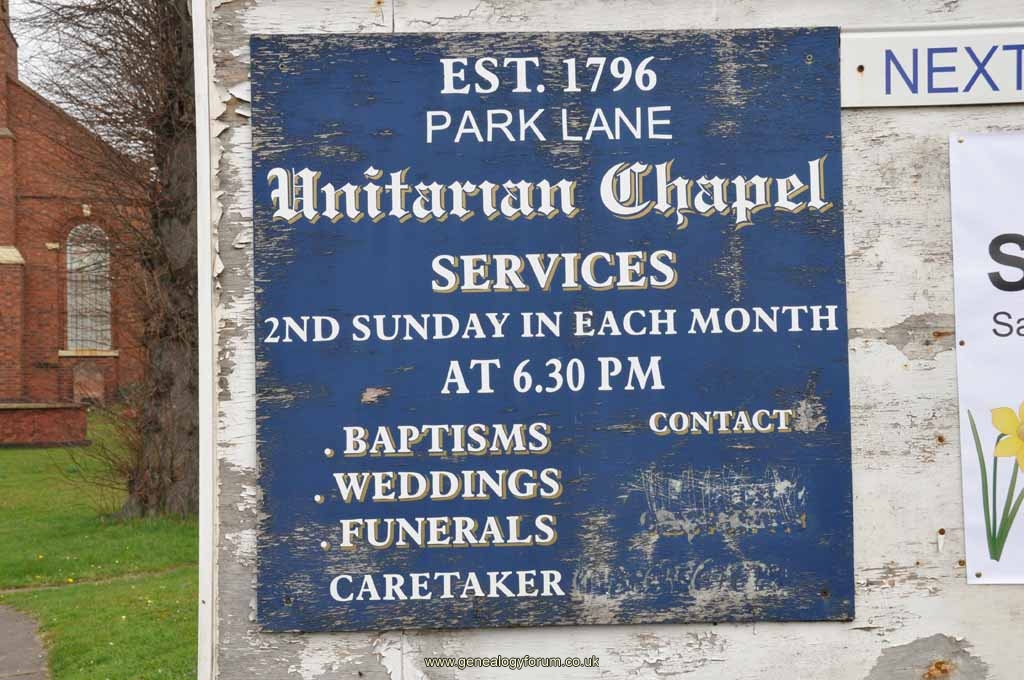 EST. 1796
PARK LANE
Unitarian Chapel
SERVICES
2ND SUNDAY IN EACH MONTH
AT 6.30 PM
. BAPTISMS
. WEDDINGS
. FUNERALS
CONTACT
CARETAKER
NEXT
S
Sa
www.genealogyforum.co.uk